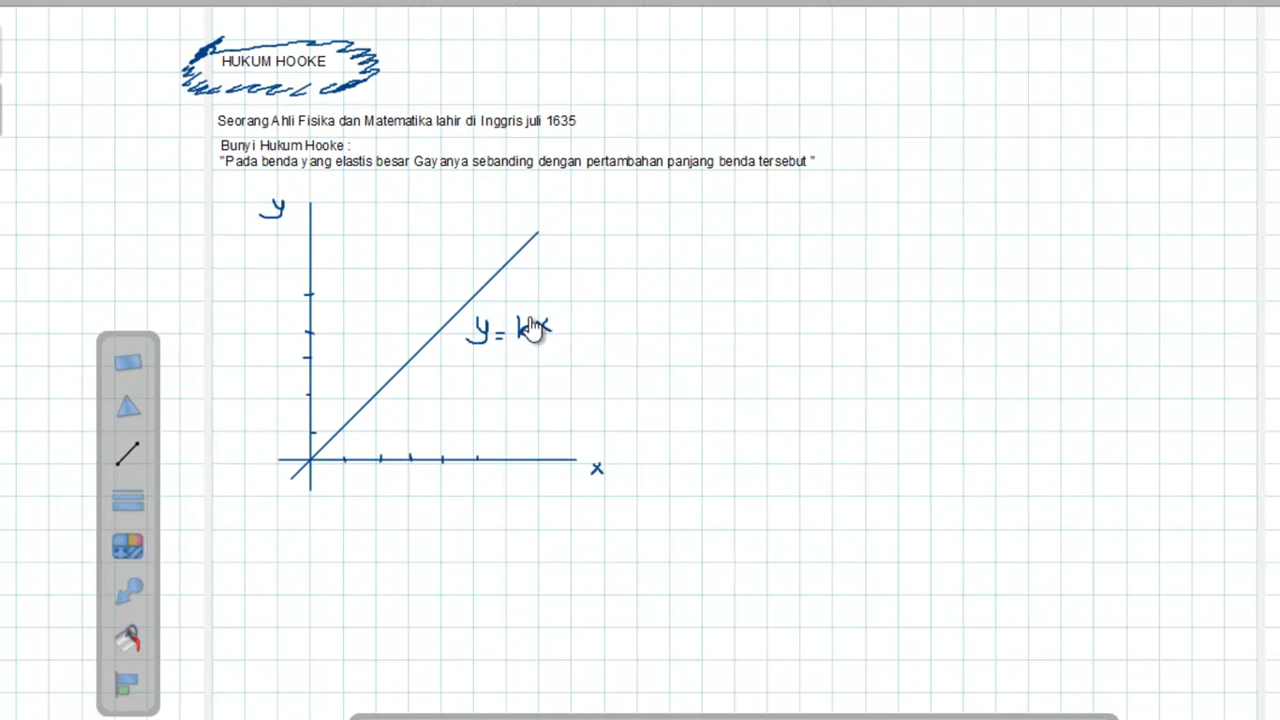 HUKUM HOOKE
Seorang Ahli Fisika dan Matematika lahir di Inggris juli 1635
Bunyi Hukum Hooke :
"Pada benda yang elastis besar Gayanya sebanding dengan pertambahan panjang benda tersebut "
y
y = kx
x